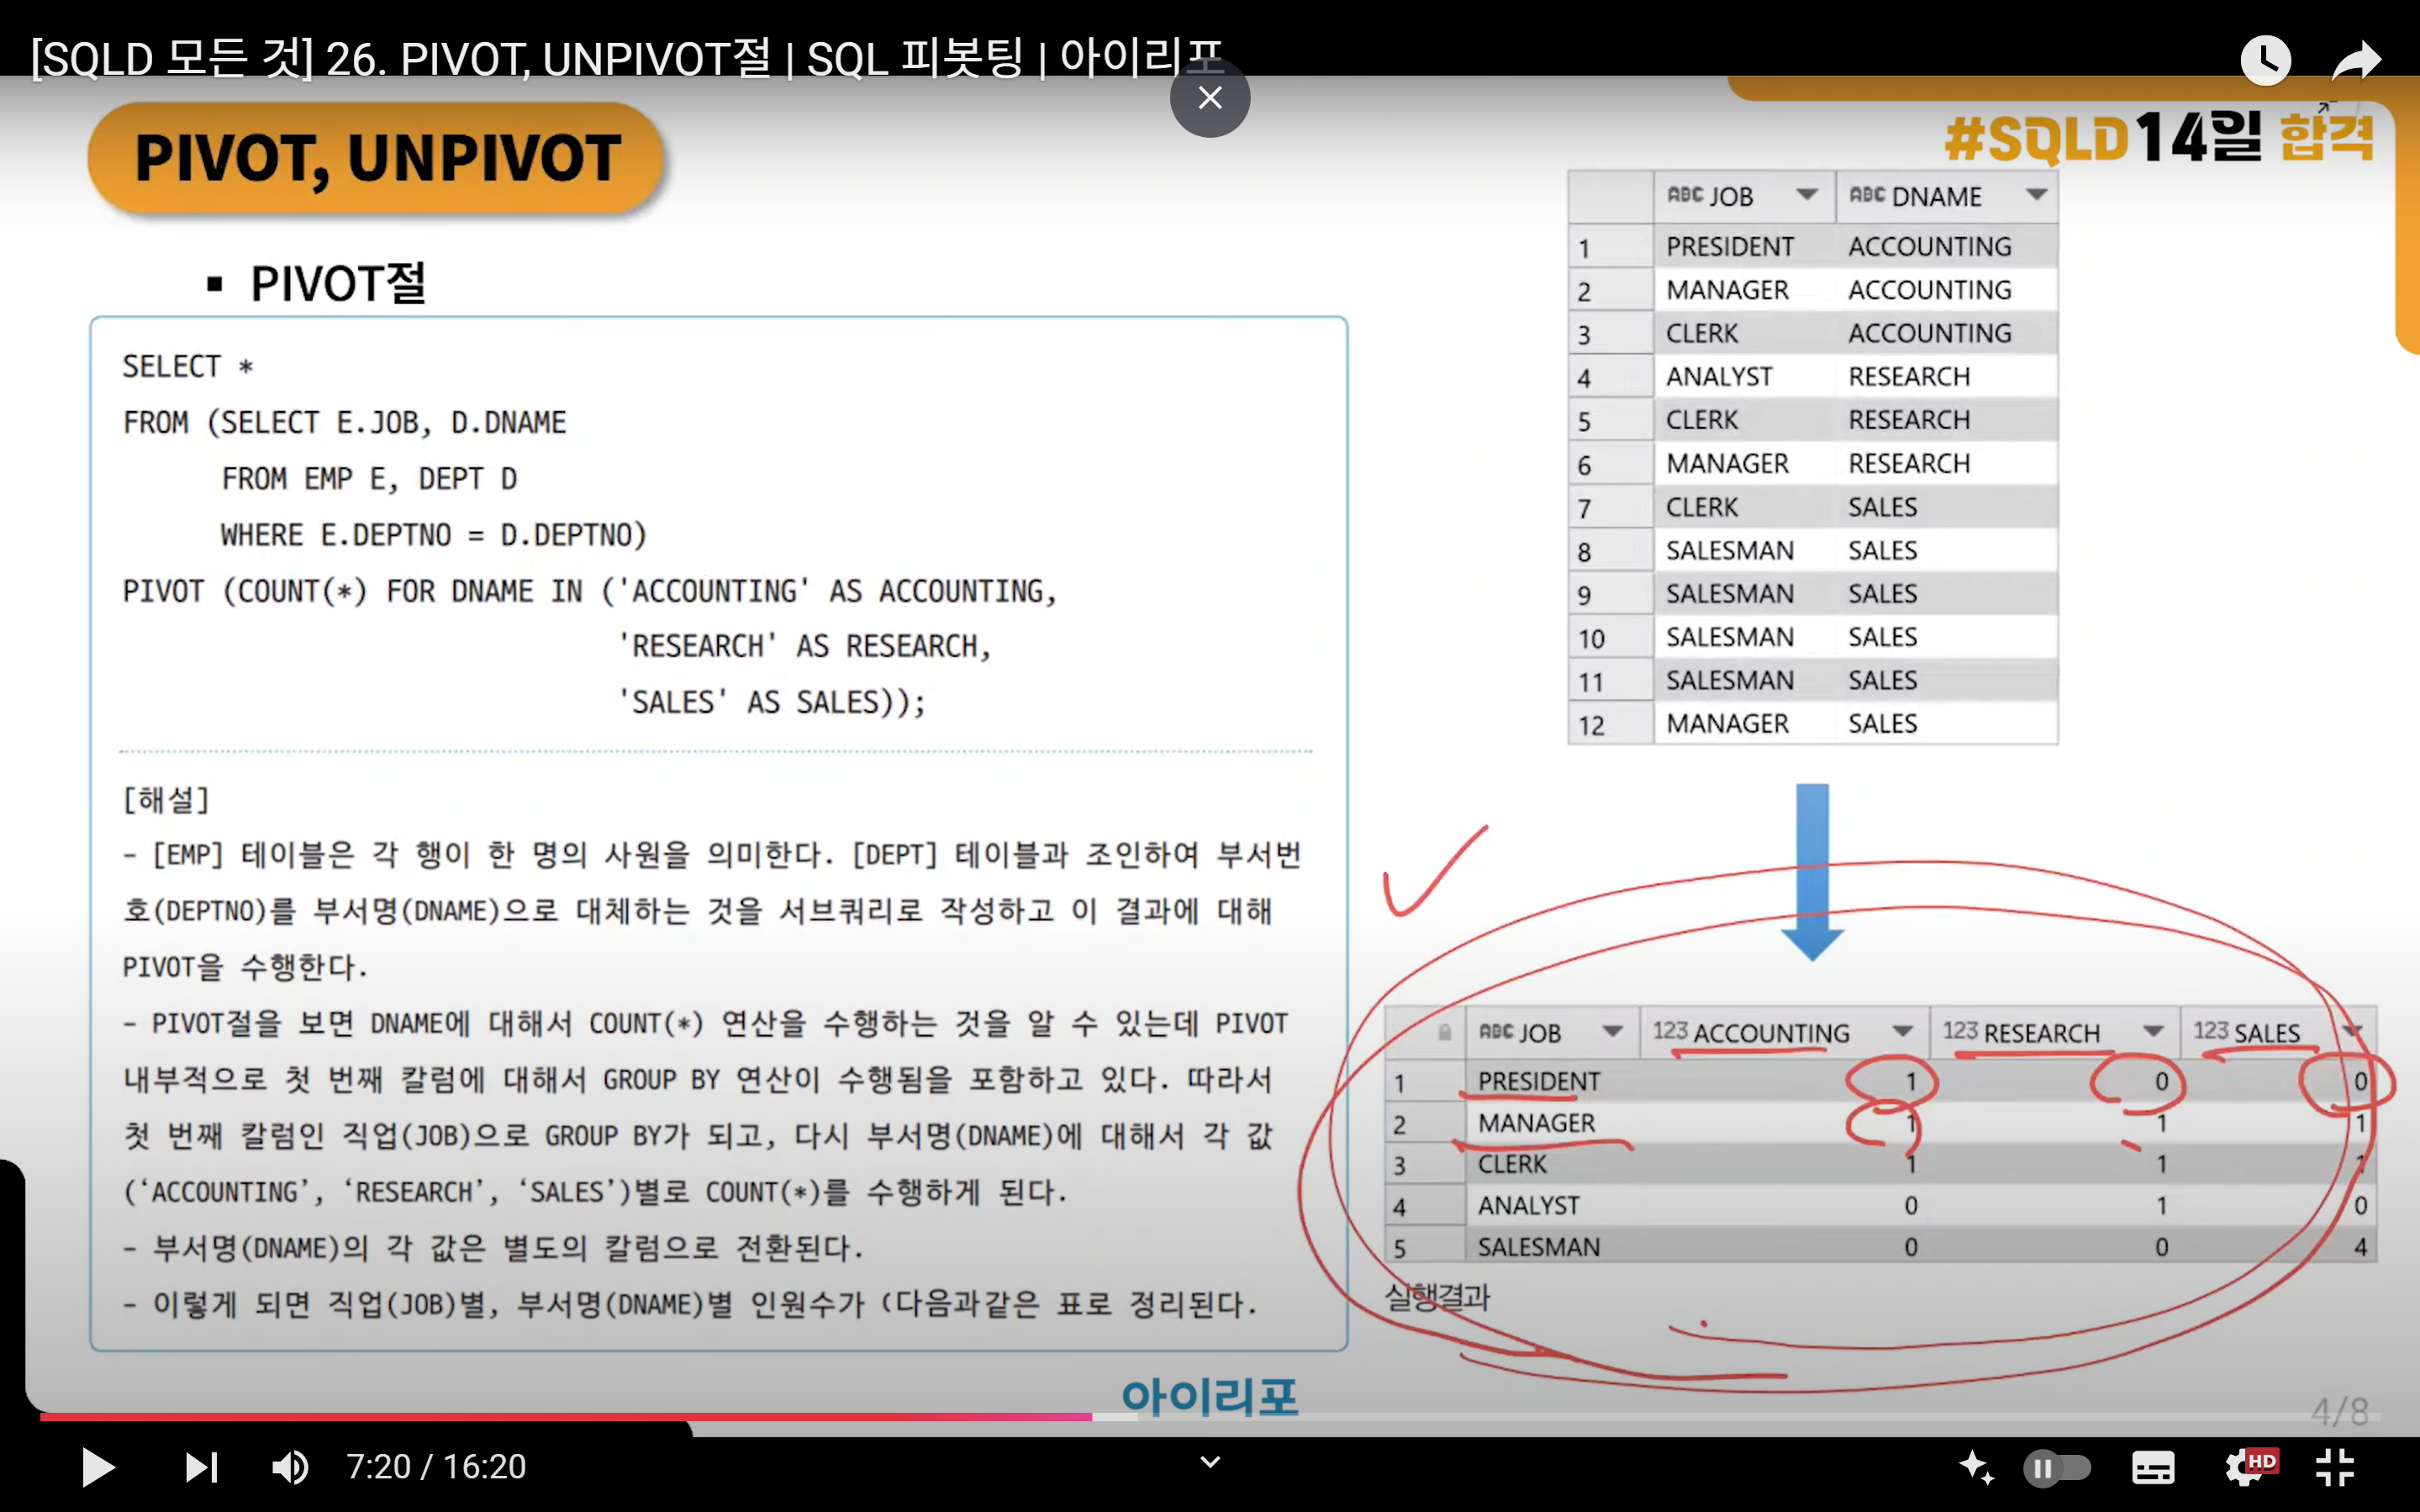 [SQLD 모든 것] 26. PIVOT, UNPIVOT절 | SQL 피봇팅 | 아이리포
#SQLD14일 합격
PIVOT, UNPIVOT
▪ PIVOT절
SELECT *
FROM (SELECT E.JOB, D.DNAME
FROM EMP E, DEPT D
WHERE E.DEPTNO = D.DEPTNO)
PIVOT (COUNT(*) FOR DNAME IN ('ACCOUNTING' AS ACCOUNTING,
'RESEARCH' AS RESEARCH,
'SALES' AS SALES));
[해설]
- [EMP] 테이블은 각 행이 한 명의 사원을 의미한다. [DEPT] 테이블과 조인하여 부서번
호(DEPTNO)를 부서명(DNAME)으로 대체하는 것을 서브쿼리로 작성하고 이 결과에 대해
PIVOT을 수행한다.
- PIVOT절을 보면 DNAME에 대해서 COUNT(*) 연산을 수행하는 것을 알 수 있는데 PIVOT
내부적으로 첫 번째 칼럼에 대해서 GROUP BY 연산이 수행됨을 포함하고 있다. 따라서
첫 번째 칼럼인 직업(JOB)으로 GROUP BY가 되고, 다시 부서명(DNAME)에 대해서 각 값
(‘ACCOUNTING’, ‘RESEARCH’, ‘SALES’)별로 COUNT(*)를 수행하게 된다.
- 부서명(DNAME)의 각 값은 별도의 칼럼으로 전환된다.
- 이렇게 되면 직업(JOB)별, 부서명(DNAME)별 인원수가 (다음과같은 표로 정리된다.
ABC JOB ABC DNAME
1 PRESIDENT ACCOUNTING
2 MANAGER ACCOUNTING
3 CLERK ACCOUNTING
4 ANALYST RESEARCH
5 CLERK RESEARCH
6 MANAGER RESEARCH
7 CLERK SALES
8 SALESMAN SALES
9 SALESMAN SALES
10 SALESMAN SALES
11 SALESMAN SALES
12 MANAGER SALES
ABC JOB 123 ACCOUNTING 123 RESEARCH 123 SALES
1 PRESIDENT 1 0 0
2 MANAGER 1 1 1
3 CLERK 1 1 1
4 ANALYST 0 1 0
5 SALESMAN 0 0 4
실행결과
아이리포
4/8
7:20 / 16:20
HD